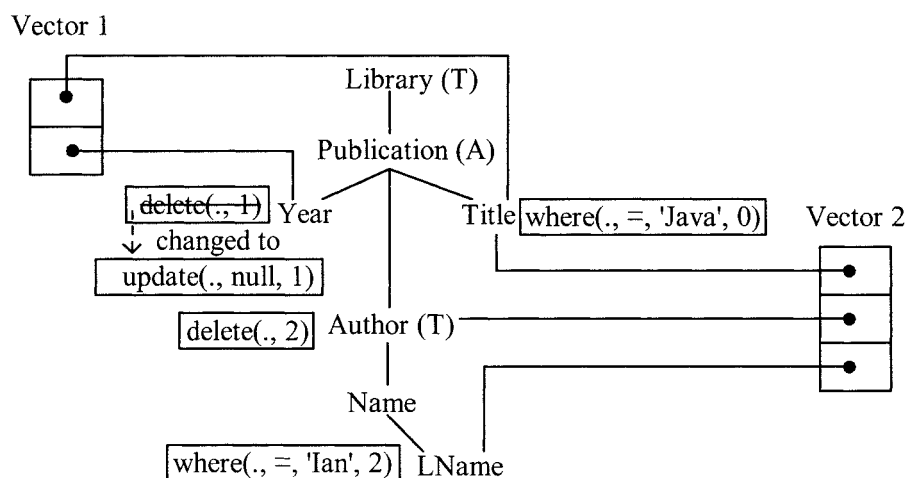 Vector 1
Library (T)
Publication (A)
delete(., 1) Year
Title where(., =, 'Java', 0)
Vector 2
changed to
update(., null, 1)
delete(., 2) Author (T)
Name
where(., =, 'Ian', 2) LName